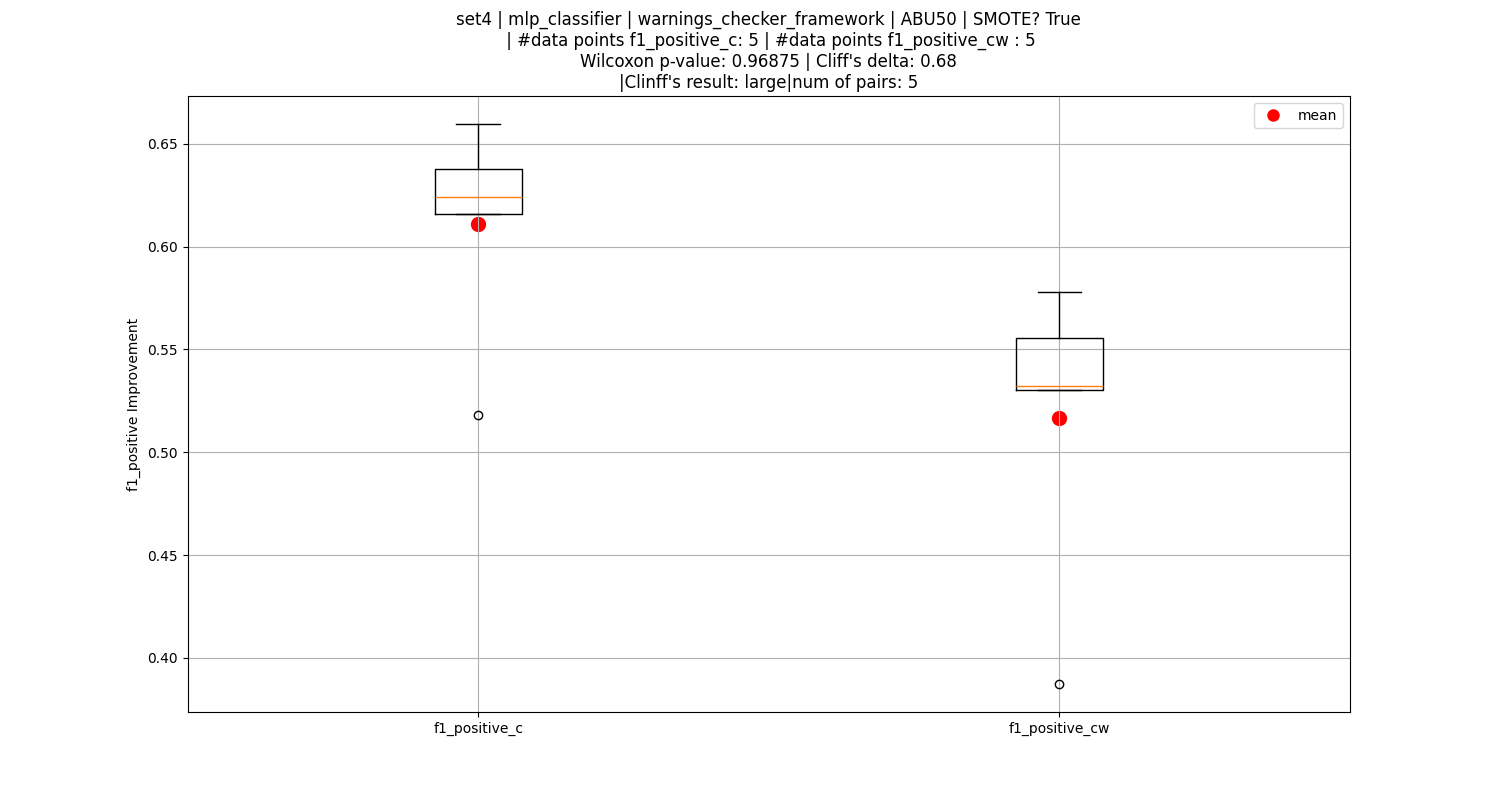 set4 | mlp_classifier | warnings_checker_framework | ABU50 | SMOTE? True
| #data points f1_positive_c: 5 | #data points f1_positive_cw : 5
Wilcoxon p-value: 0.96875 | Cliff's delta: 0.68
|Clinff's result: large|num of pairs: 5
mean
0.65
0.60
0.55
0.50
0.45
0.40
f1_positive Improvement
f1_positive_c
f1_positive_cw